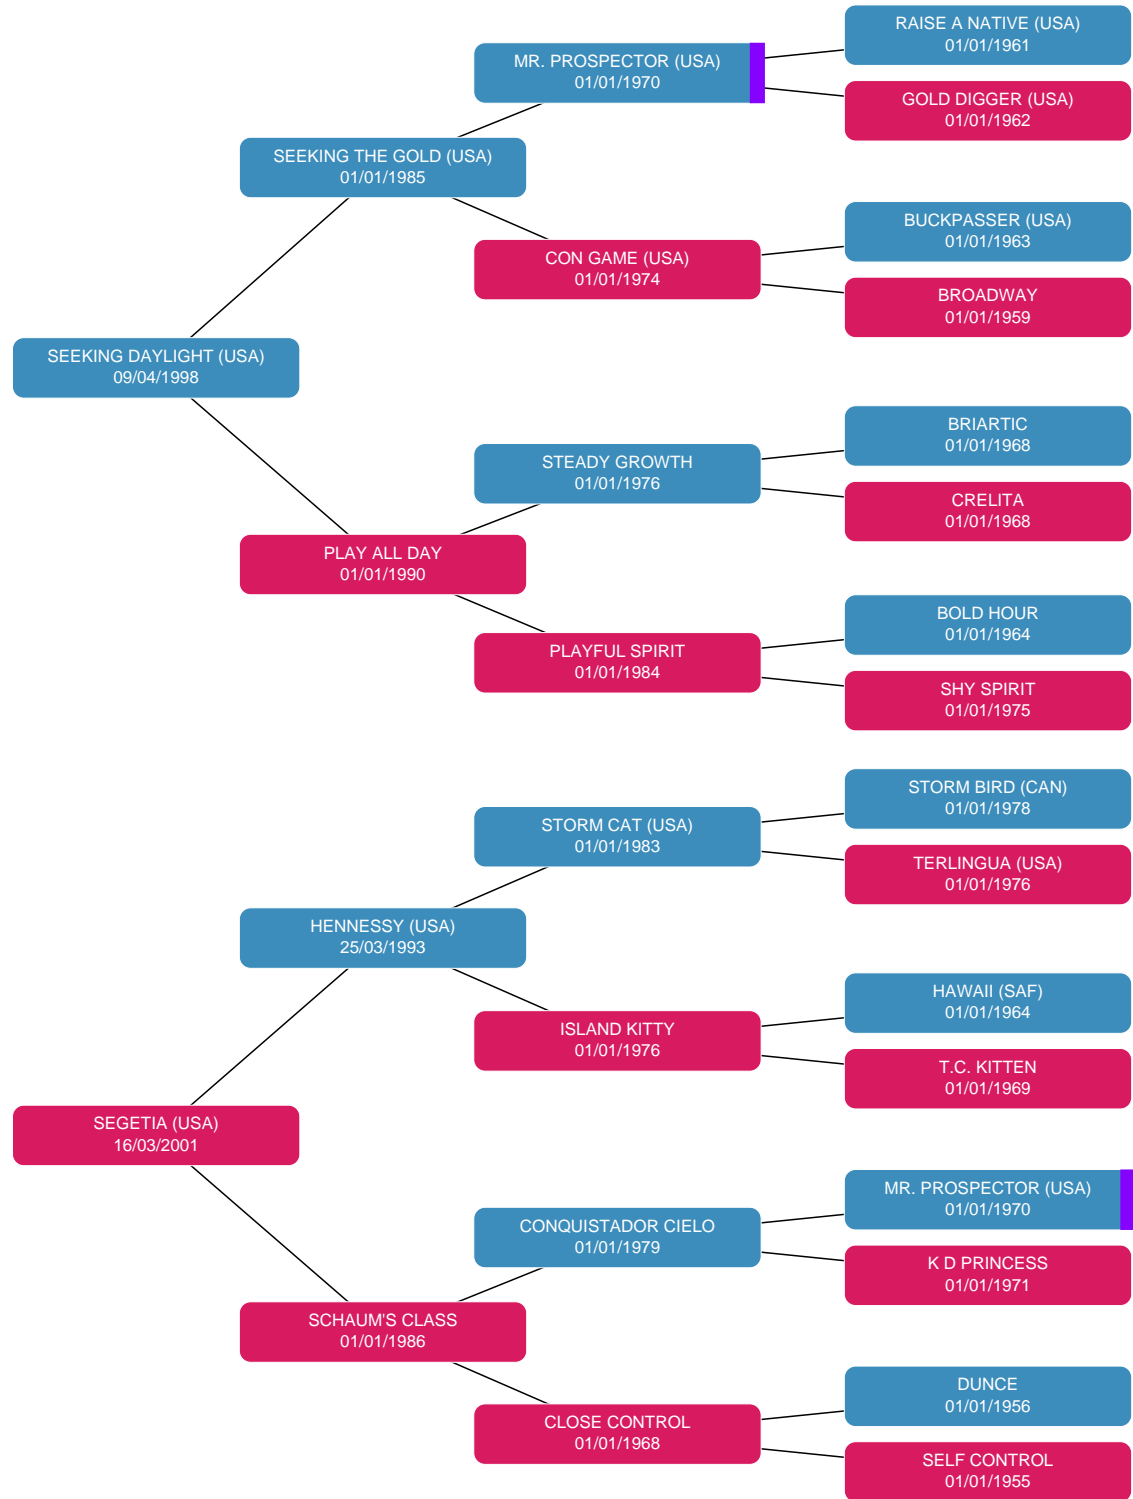 RAISE A NATIVE (USA)
01/01/1961
MR. PROSPECTOR (USA)
01/01/1970
GOLD DIGGER (USA)
01/01/1962
SEEKING THE GOLD (USA)
01/01/1985
BUCKPASSER (USA)
01/01/1963
CON GAME (USA)
01/01/1974
BROADWAY
01/01/1959
SEEKING DAYLIGHT (USA)
09/04/1998
BRIARTIC
01/01/1968
STEADY GROWTH
01/01/1976
CRELITA
01/01/1968
PLAY ALL DAY
01/01/1990
BOLD HOUR
01/01/1964
PLAYFUL SPIRIT
01/01/1984
SHY SPIRIT
01/01/1975
STORM BIRD (CAN)
01/01/1978
STORM CAT (USA)
01/01/1983
TERLINGUA (USA)
01/01/1976
HENNESSY (USA)
25/03/1993
HAWAII (SAF)
01/01/1964
ISLAND KITTY
01/01/1976
T.C. KITTEN
01/01/1969
SEGETIA (USA)
16/03/2001
MR. PROSPECTOR (USA)
01/01/1970
CONQUISTADOR CIELO
01/01/1979
K D PRINCESS
01/01/1971
SCHAUM'S CLASS
01/01/1986
DUNCE
01/01/1956
CLOSE CONTROL
01/01/1968
SELF CONTROL
01/01/1955